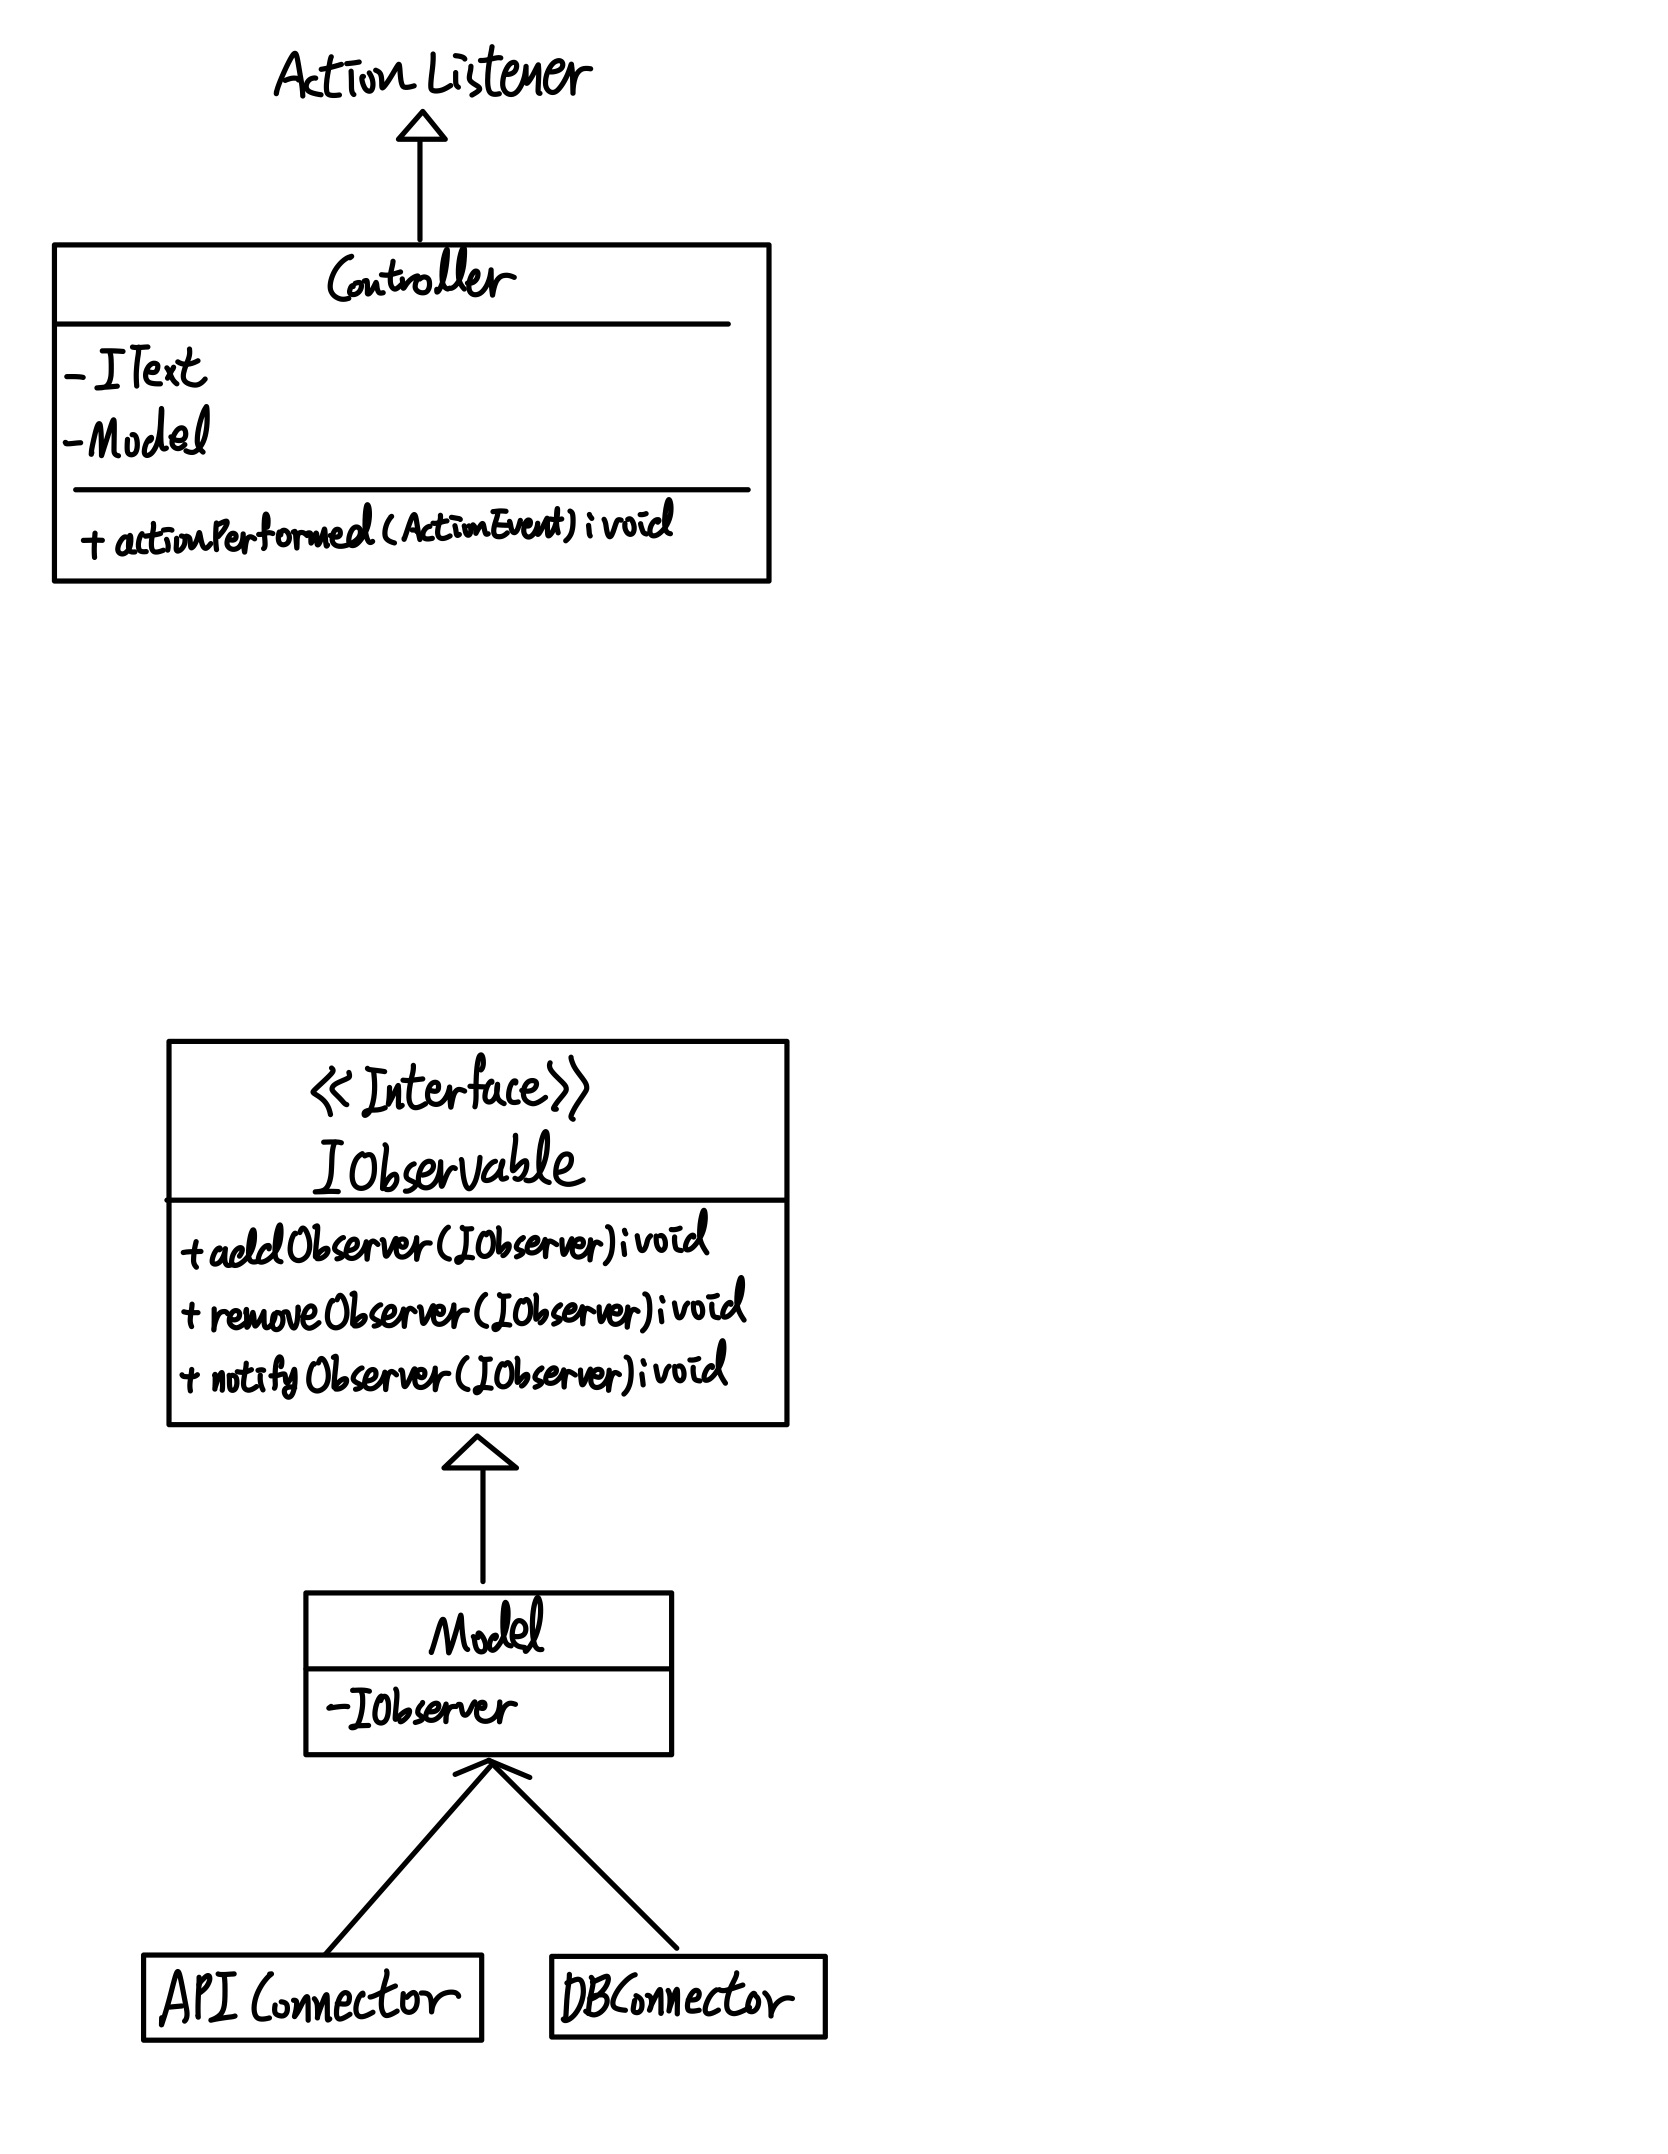 Action Listener
Controller
- IText
- Model
+ actionPerformed (ActionEvent) : void
<<Interface>>
IObservable
+ addObserver (IObserver) : void
+ removeObserver (IObserver) : void
+ notifyObserver (IObserver) : void
Model
- IObserver
API Connector
DBConnector